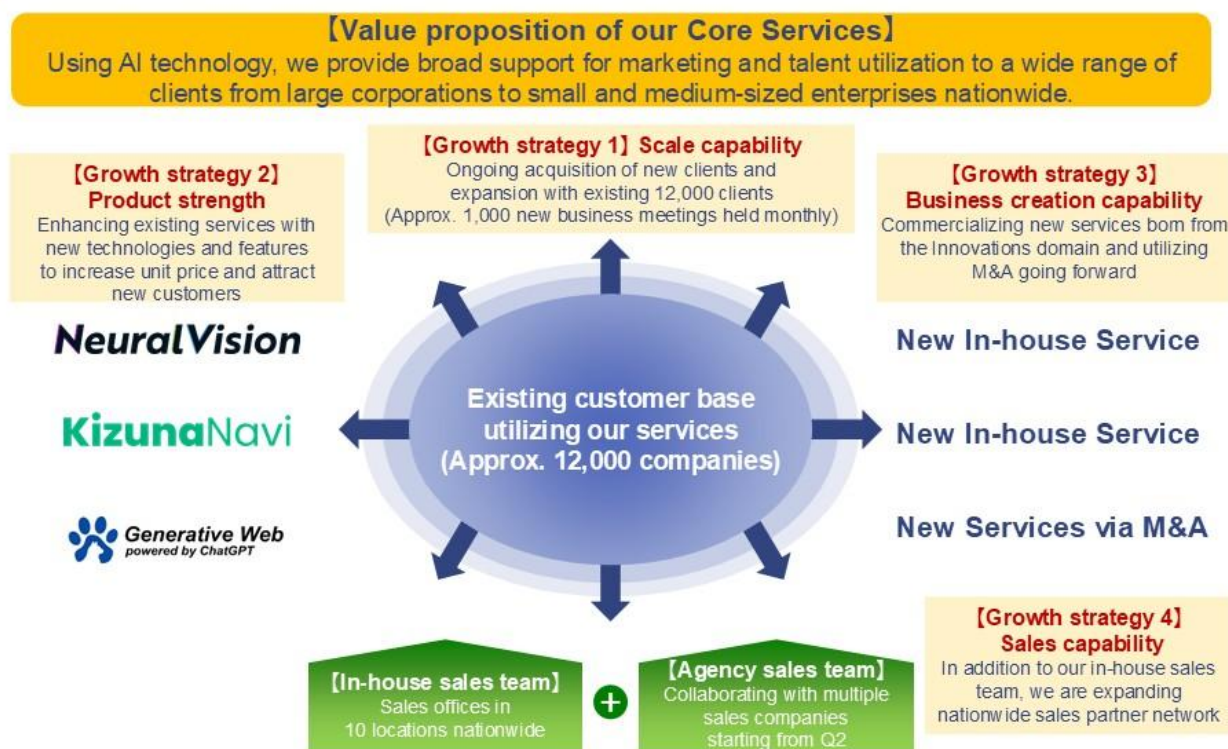 【Value proposition of our Core Services】
Using AI technology, we provide broad support for marketing and talent utilization to a wide range of
clients from large corporations to small and medium-sized enterprises nationwide.
【Growth strategy 1】 Scale capability
Ongoing acquisition of new clients and
expansion with existing 12,000 clients
(Approx. 1,000 new business meetings held monthly)
【Growth strategy 2】
Product strength
Enhancing existing services with
new technologies and features
to increase unit price and attract
new customers
NeuralVision
KizunaNavi
Generative Web
powered by ChatGPT
Existing customer base
utilizing our services
(Approx. 12,000 companies)
【Growth strategy 3】
Business creation capability
Commercializing new services born from
the Innovations domain and utilizing
M&A going forward
New In-house Service
New In-house Service
New Services via M&A
【In-house sales team】
Sales offices in
10 locations nationwide
+
【Agency sales team】
Collaborating with multiple
sales companies
starting from Q2
【Growth strategy 4】
Sales capability
In addition to our in-house sales
team, we are expanding
nationwide sales partner network